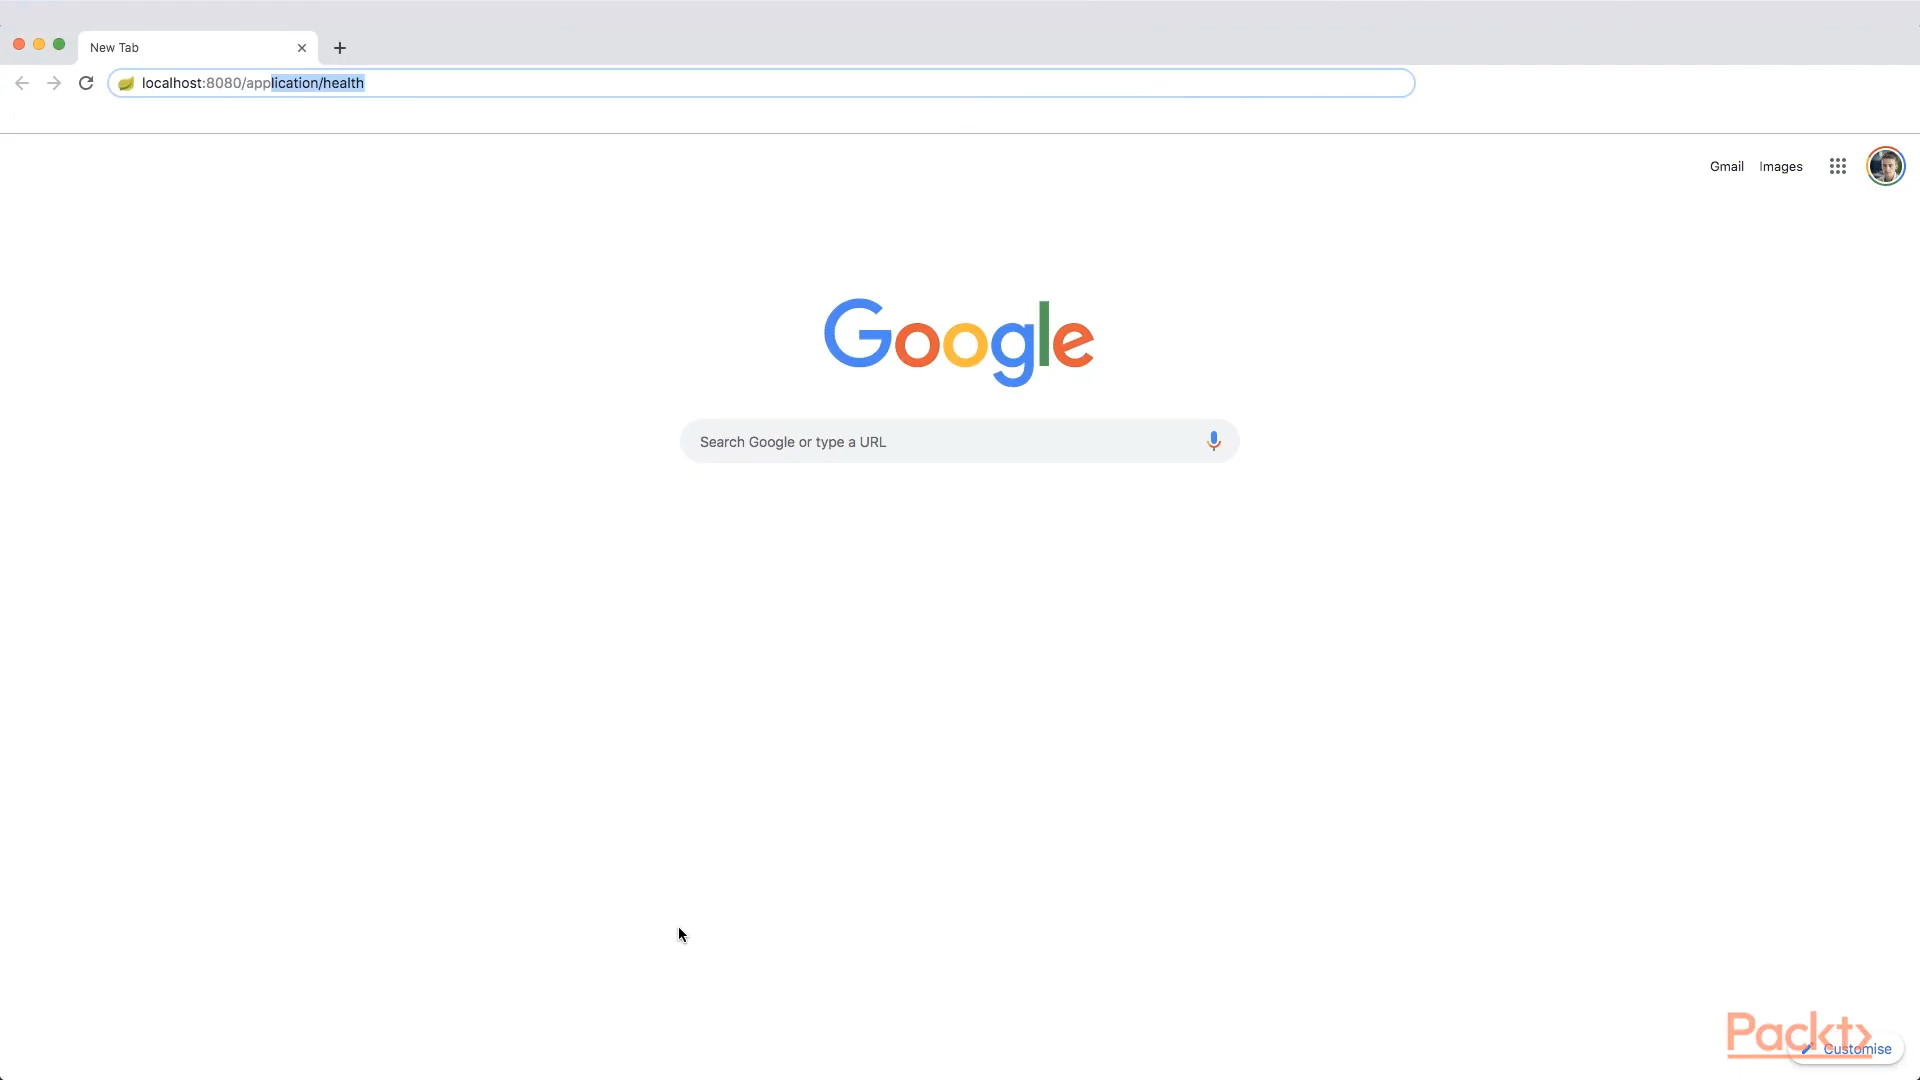 New Tab
localhost:8080/application/health
Gmail Images
Google
Search Google or type a URL
Packt
Customise